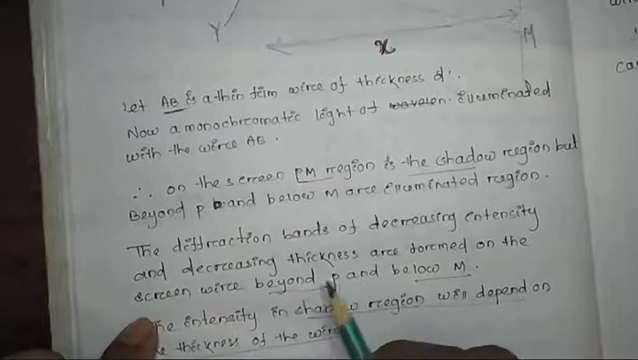 Y
x
M
Let AB is a thin film wire of thickness 'd'.
Now a monochromatic light of wavelen. illuminated
with the wire AB.
∴ on the screen PM region is the shadow region but
Beyond P and below M are illuminated region.
The diffraction bands of decreasing intensity
and decreasing thickness are formed on the
screen wire beyond P and below M.
The intensity in shadow region will depend on
thickness of the wire